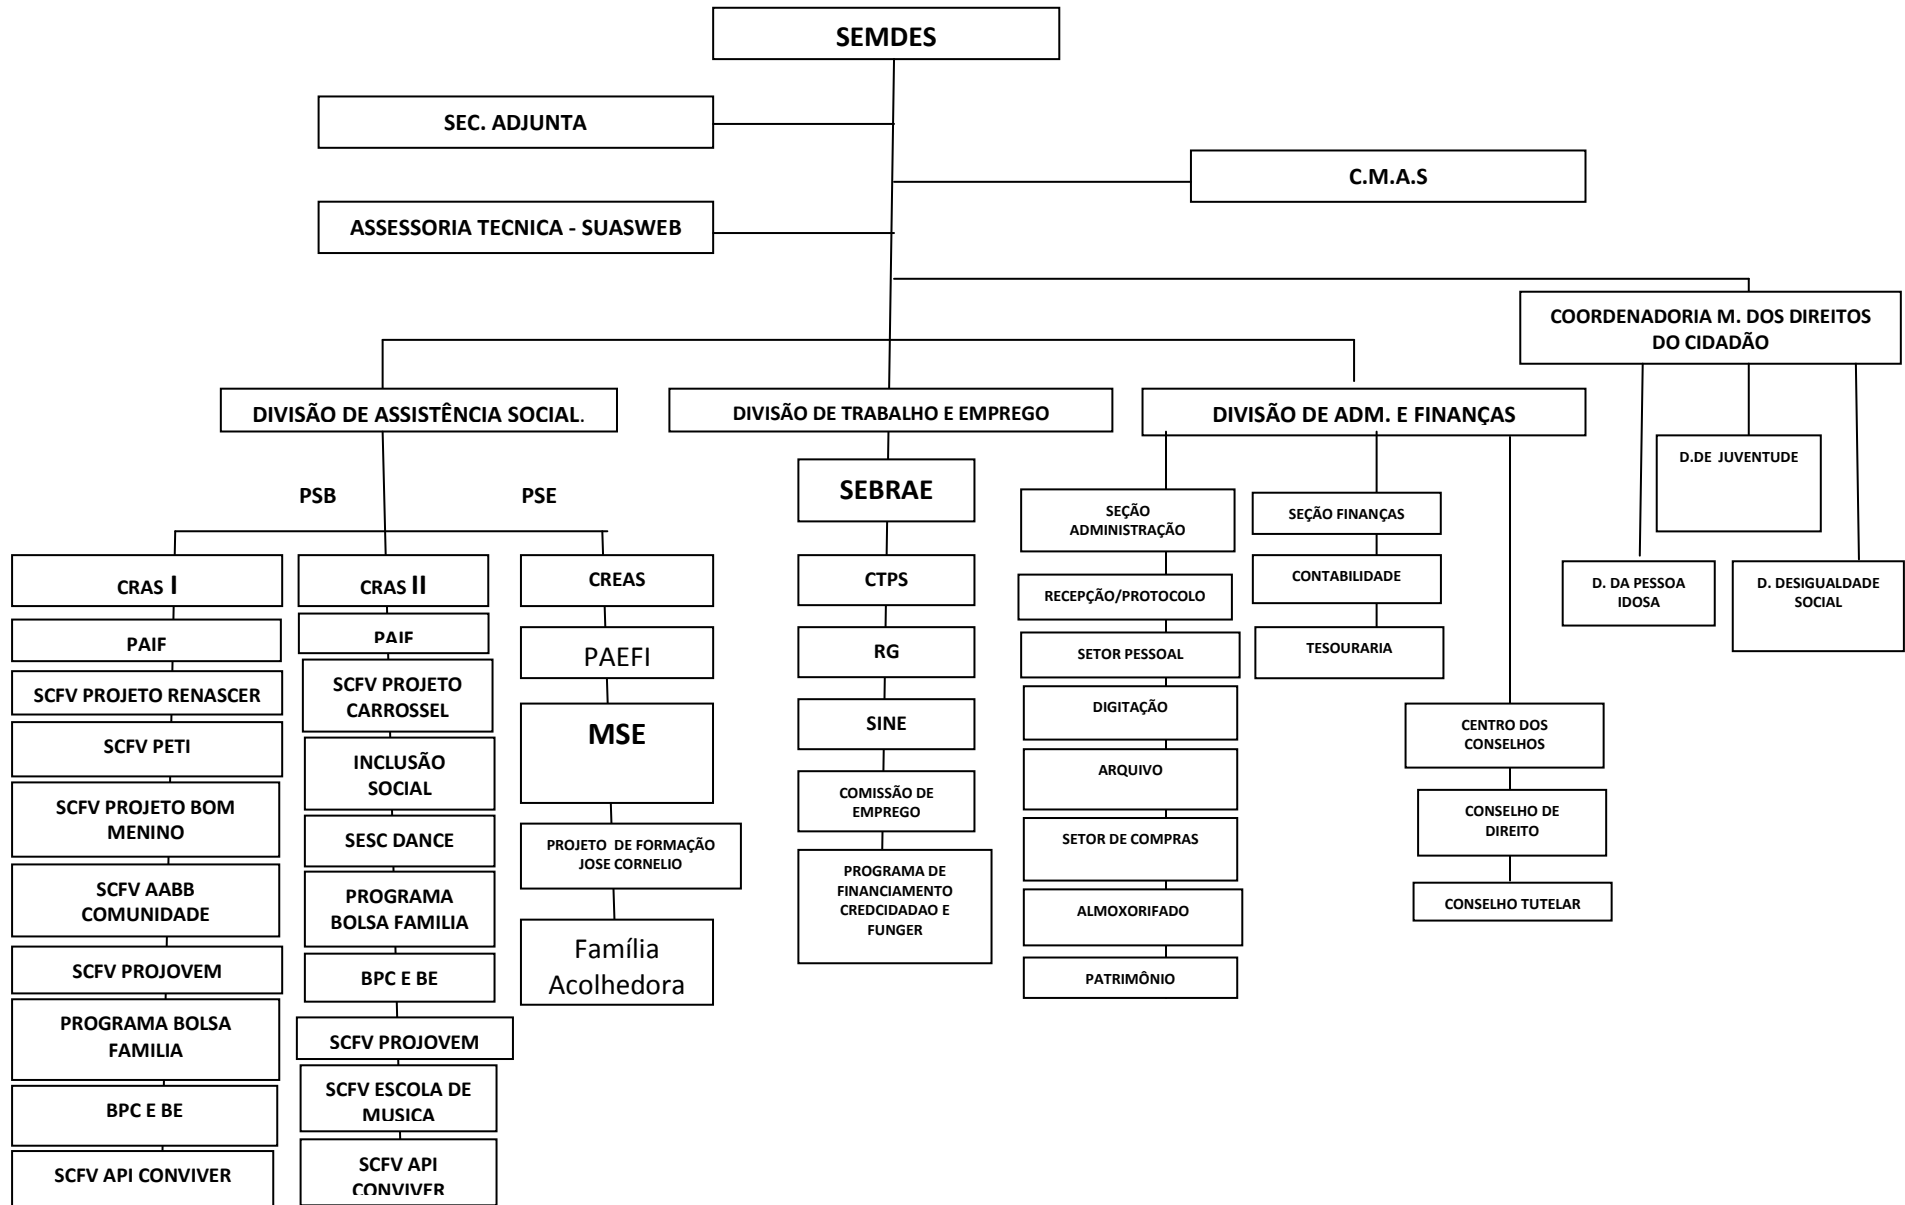 SEMDES
SEC. ADJUNTA
C.M.A.S
ASSESSORIA TECNICA - SUASWEB
COORDENADORIA M. DOS DIREITOS
DO CIDADÃO
DIVISÃO DE ASSISTÊNCIA SOCIAL.
DIVISÃO DE TRABALHO E EMPREGO
DIVISÃO DE ADM. E FINANÇAS
D.DE JUVENTUDE
D. DA PESSOA
IDOSA
D. DESIGUALDADE
SOCIAL
PSB
PSE
CRAS I
PAIF
SCFV PROJETO RENASCER
SCFV PETI
SCFV PROJETO BOM
MENINO
SCFV AABB
COMUNIDADE
SCFV PROJOVEM
PROGRAMA BOLSA
FAMILIA
BPC E BE
SCFV API CONVIVER
CRAS II
PAIF
SCFV PROJETO
CARROSSEL
INCLUSÃO
SOCIAL
SESC DANCE
PROGRAMA
BOLSA FAMILIA
BPC E BE
SCFV PROJOVEM
SCFV ESCOLA DE
MUSICA
SCFV API
CONVIVER
CREAS
PAEFI
MSE
PROJETO DE FORMAÇÃO
JOSE CORNELIO
Família
Acolhedora
SEBRAE
CTPS
RG
SINE
COMISSÃO DE
EMPREGO
PROGRAMA DE
FINANCIAMENTO
CREDCIDADAO E
FUNGER
SEÇÃO
ADMINISTRAÇÃO
RECEPÇÃO/PROTOCOLO
SETOR PESSOAL
DIGITAÇÃO
ARQUIVO
SETOR DE COMPRAS
ALMOXORIFADO
PATRIMÔNIO
SEÇÃO FINANÇAS
CONTABILIDADE
TESOURARIA
CENTRO DOS
CONSELHOS
CONSELHO DE
DIREITO
CONSELHO TUTELAR